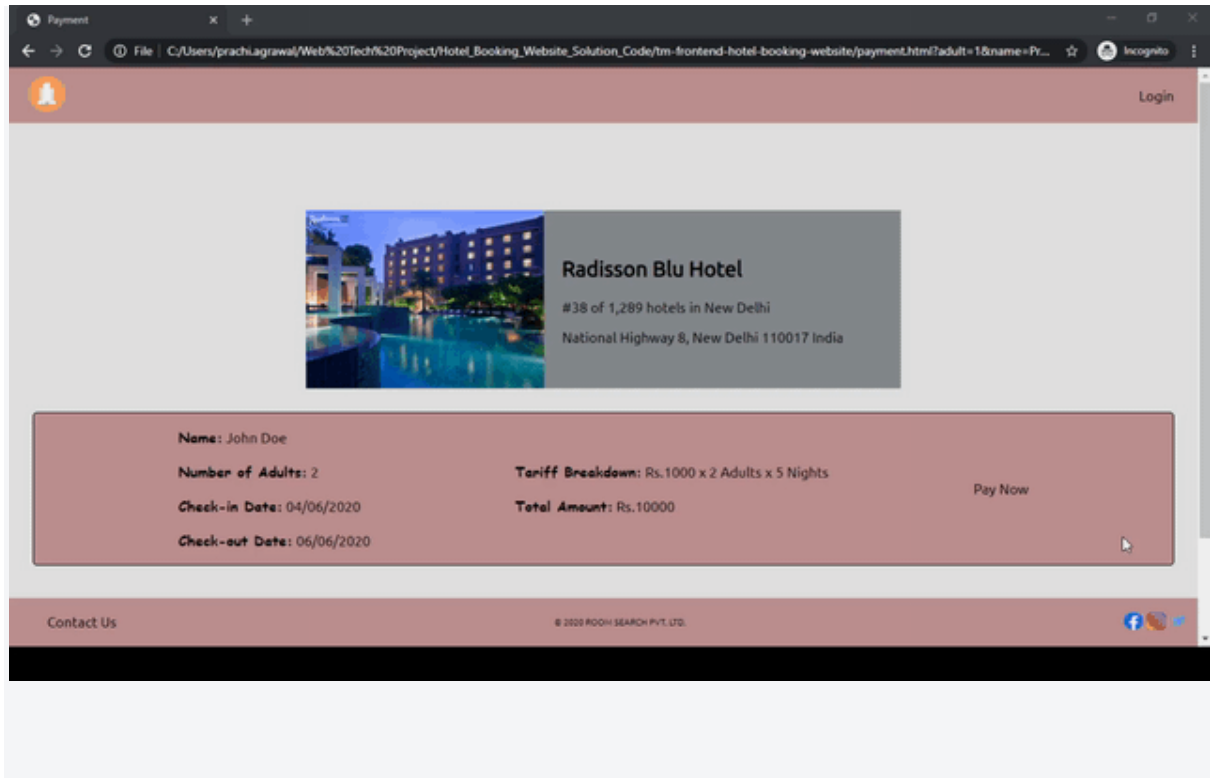 Payment
File
C:/Users/prachi.agrawal/Web%20Tech%20Project/Hotel_Booking_Website_Solution_Code/tm-frontend-hotel-booking-website/payment.html?adult=1&name=Pr...
Incognito
Login
Radisson Blu Hotel
#38 of 1,289 hotels in New Delhi
National Highway 8, New Delhi 110017 India
Name: John Doe
Number of Adults: 2
Check-in Date: 04/06/2020
Check-out Date: 06/06/2020
Tariff Breakdown: Rs.1000 x 2 Adults x 5 Nights
Total Amount: Rs.10000
Pay Now
Contact Us
© 2020 ROOM SEARCH PVT. LTD.